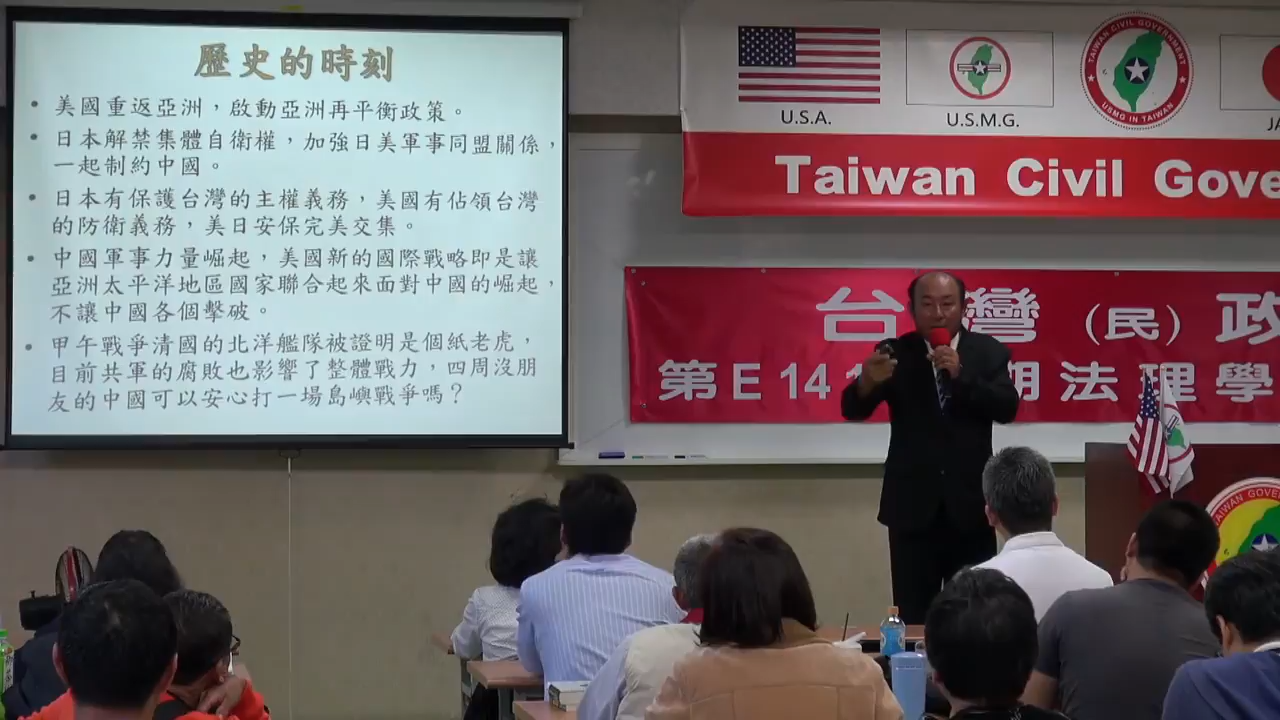 歷史的時刻
• 美國重返亞洲，啟動亞洲再平衡政策。
• 日本解禁集體自衛權，加強日美軍事同盟關係，
一起制約中國。
• 日本有保護台灣的主權義務，美國有佔領台灣
的防衛義務，美日安保完美交集。
• 中國軍事力量崛起，美國新的國際戰略即是讓
亞洲太平洋地區國家聯合起來面對中國的崛起，
不讓中國各個擊破。
• 甲午戰爭清國的北洋艦隊被證明是個紙老虎，
目前共軍的腐敗也影響了整體戰力，四周沒朋
友的中國可以安心打一場島嶼戰爭嗎？
U.S.A.
U.S.M.G.
TAIWAN CIVIL GOVERNMENT
USMG IN TAIWAN
JA
Taiwan Civil Gove
台灣（民）政
第E14 期法理學
TAIWAN GOVER